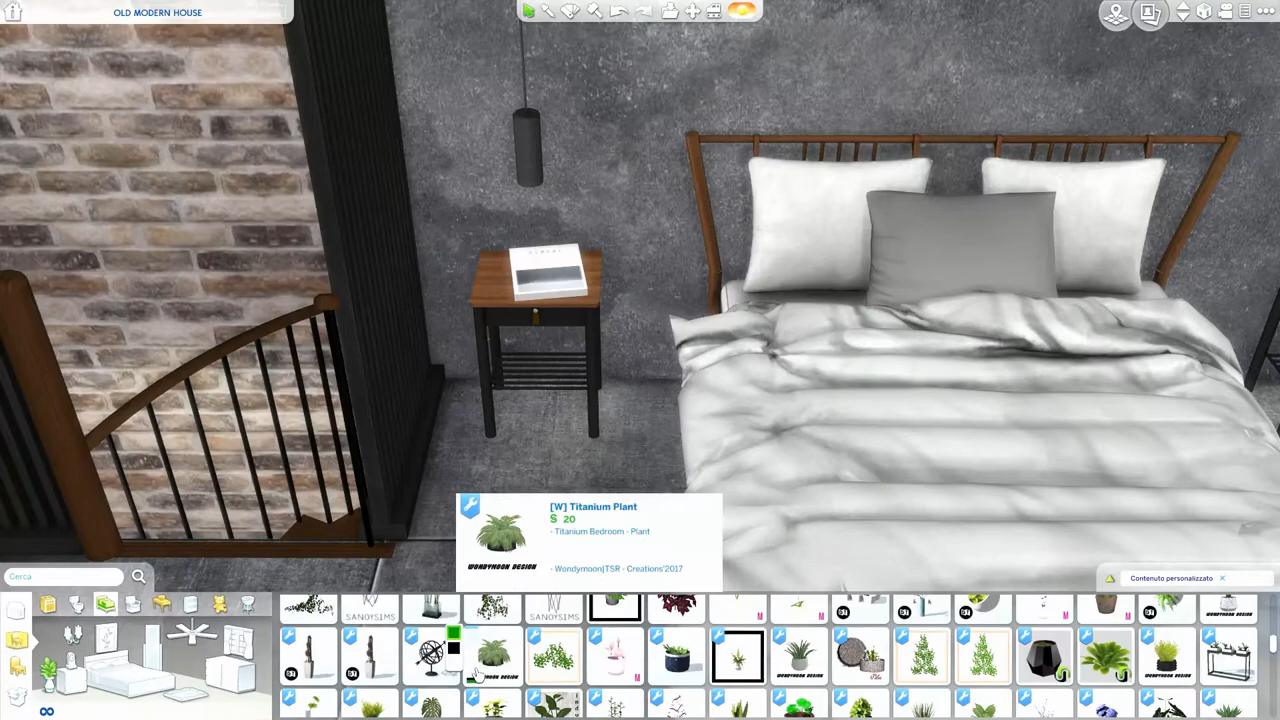 OLD MODERN HOUSE
[W] Titanium Plant
§ 20
- Titanium Bedroom - Plant
WONDYMOON DESIGN
- Wondymoon|TSR - Creations'2017
Cerca
Contenuto personalizzato
SANOYSIMS
SANOYSIMS